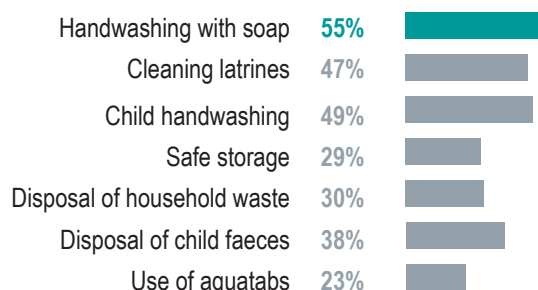 Handwashing with soap 55%
Cleaning latrines 47%
Child handwashing 49%
Safe storage 29%
Disposal of household waste 30%
Disposal of child faeces 38%
Use of aquatabs 23%